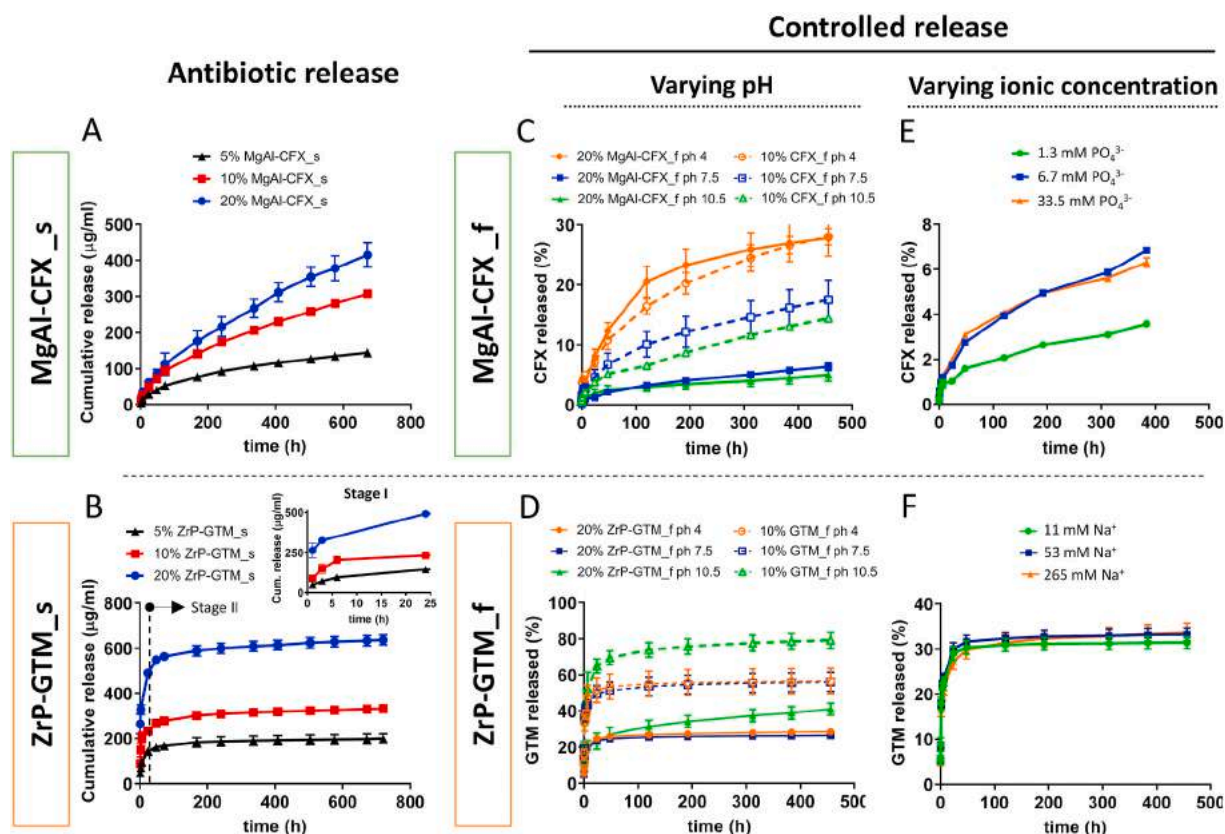 Controlled release
Antibiotic release
Varying pH
Varying ionic concentration
MgAl-CFX_s
A
5% MgAl-CFX_s
10% MgAl-CFX_s
20% MgAl-CFX_s
Cumulative release (µg/ml)
500
400
300
200
100
0
0 200 400 600 800
time (h)
MgAl-CFX_f
C
20% MgAl-CFX_f ph 4
20% MgAl-CFX_f ph 7.5
20% MgAl-CFX_f ph 10.5
10% CFX_f ph 4
10% CFX_f ph 7.5
10% CFX_f ph 10.5
CFX released (%)
30
20
10
0
0 100 200 300 400 500
time (h)
E
1.3 mM PO₄³⁻
6.7 mM PO₄³⁻
33.5 mM PO₄³⁻
CFX released (%)
8
6
4
2
0
0 100 200 300 400 500
time (h)
ZrP-GTM_s
B
5% ZrP-GTM_s
10% ZrP-GTM_s
20% ZrP-GTM_s
Stage II
Cumulative release (µg/ml)
800
600
400
200
0
0 200 400 600 800
time (h)
Stage I
Cum. release (µg/ml)
500
250
0
0 5 10 15 20 25
time (h)
ZrP-GTM_f
D
20% ZrP-GTM_f ph 4
20% ZrP-GTM_f ph 7.5
20% ZrP-GTM_f ph 10.5
10% GTM_f ph 4
10% GTM_f ph 7.5
10% GTM_f ph 10.5
GTM released (%)
100
80
60
40
20
0
0 100 200 300 400 500
time (h)
F
11 mM Na⁺
53 mM Na⁺
265 mM Na⁺
GTM released (%)
40
30
20
10
0
0 100 200 300 400 500
time (h)